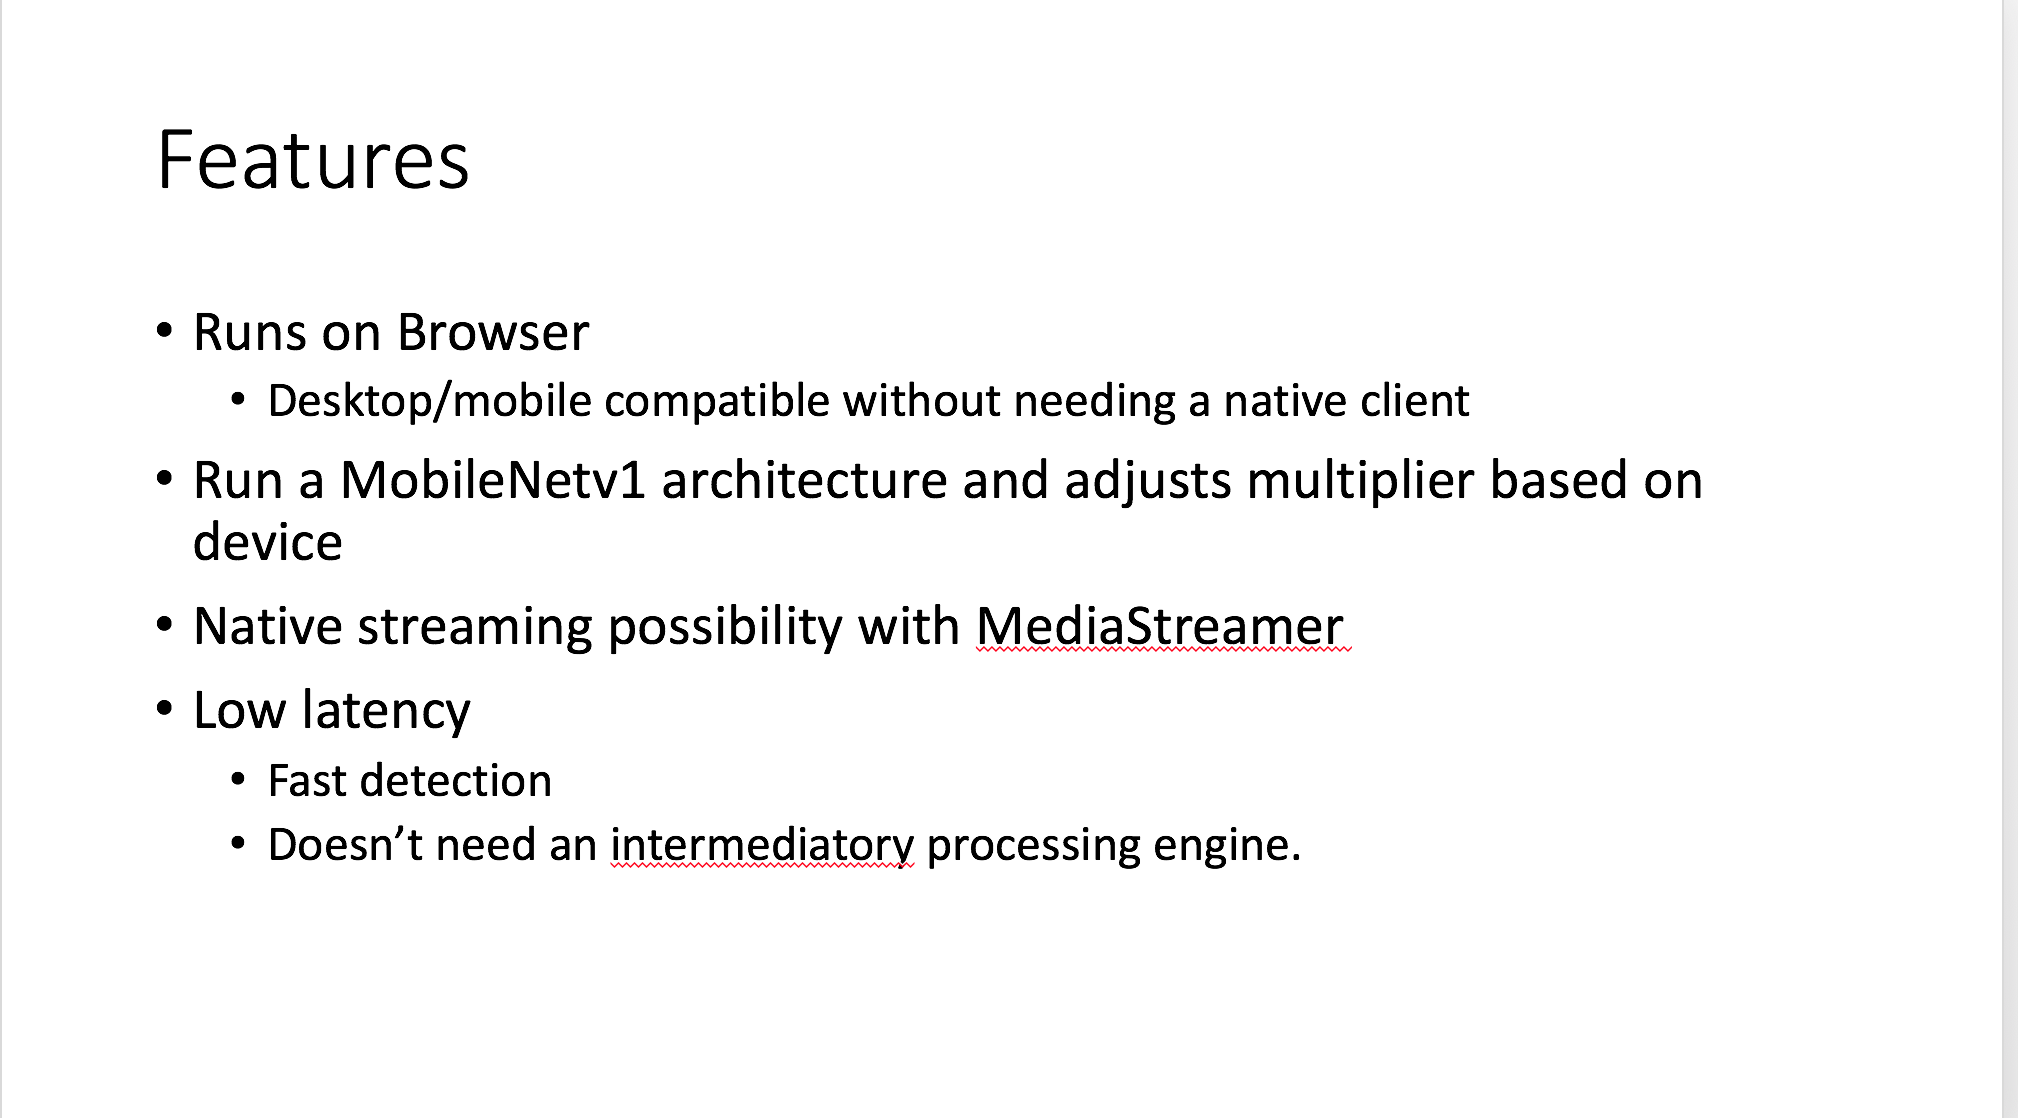 Features
• Runs on Browser
• Desktop/mobile compatible without needing a native client
• Run a MobileNetv1 architecture and adjusts multiplier based on
device
• Native streaming possibility with MediaStreamer
• Low latency
• Fast detection
• Doesn’t need an intermediatory processing engine.